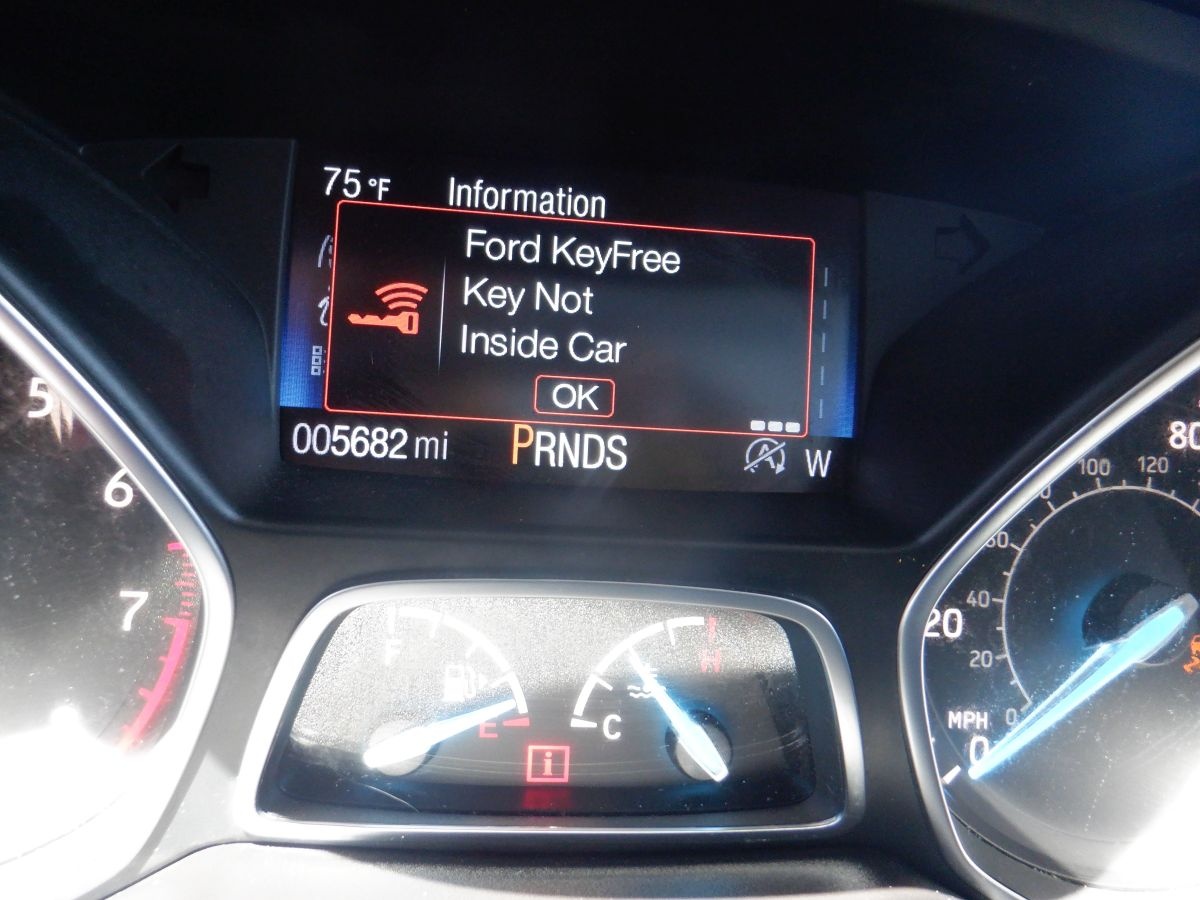 75 °F Information
Ford KeyFree
Key Not
Inside Car
OK
005682 mi PRNDS W
5
6
7
F
E
C
H
i
80
120
100
40
20
20
MPH 0
0